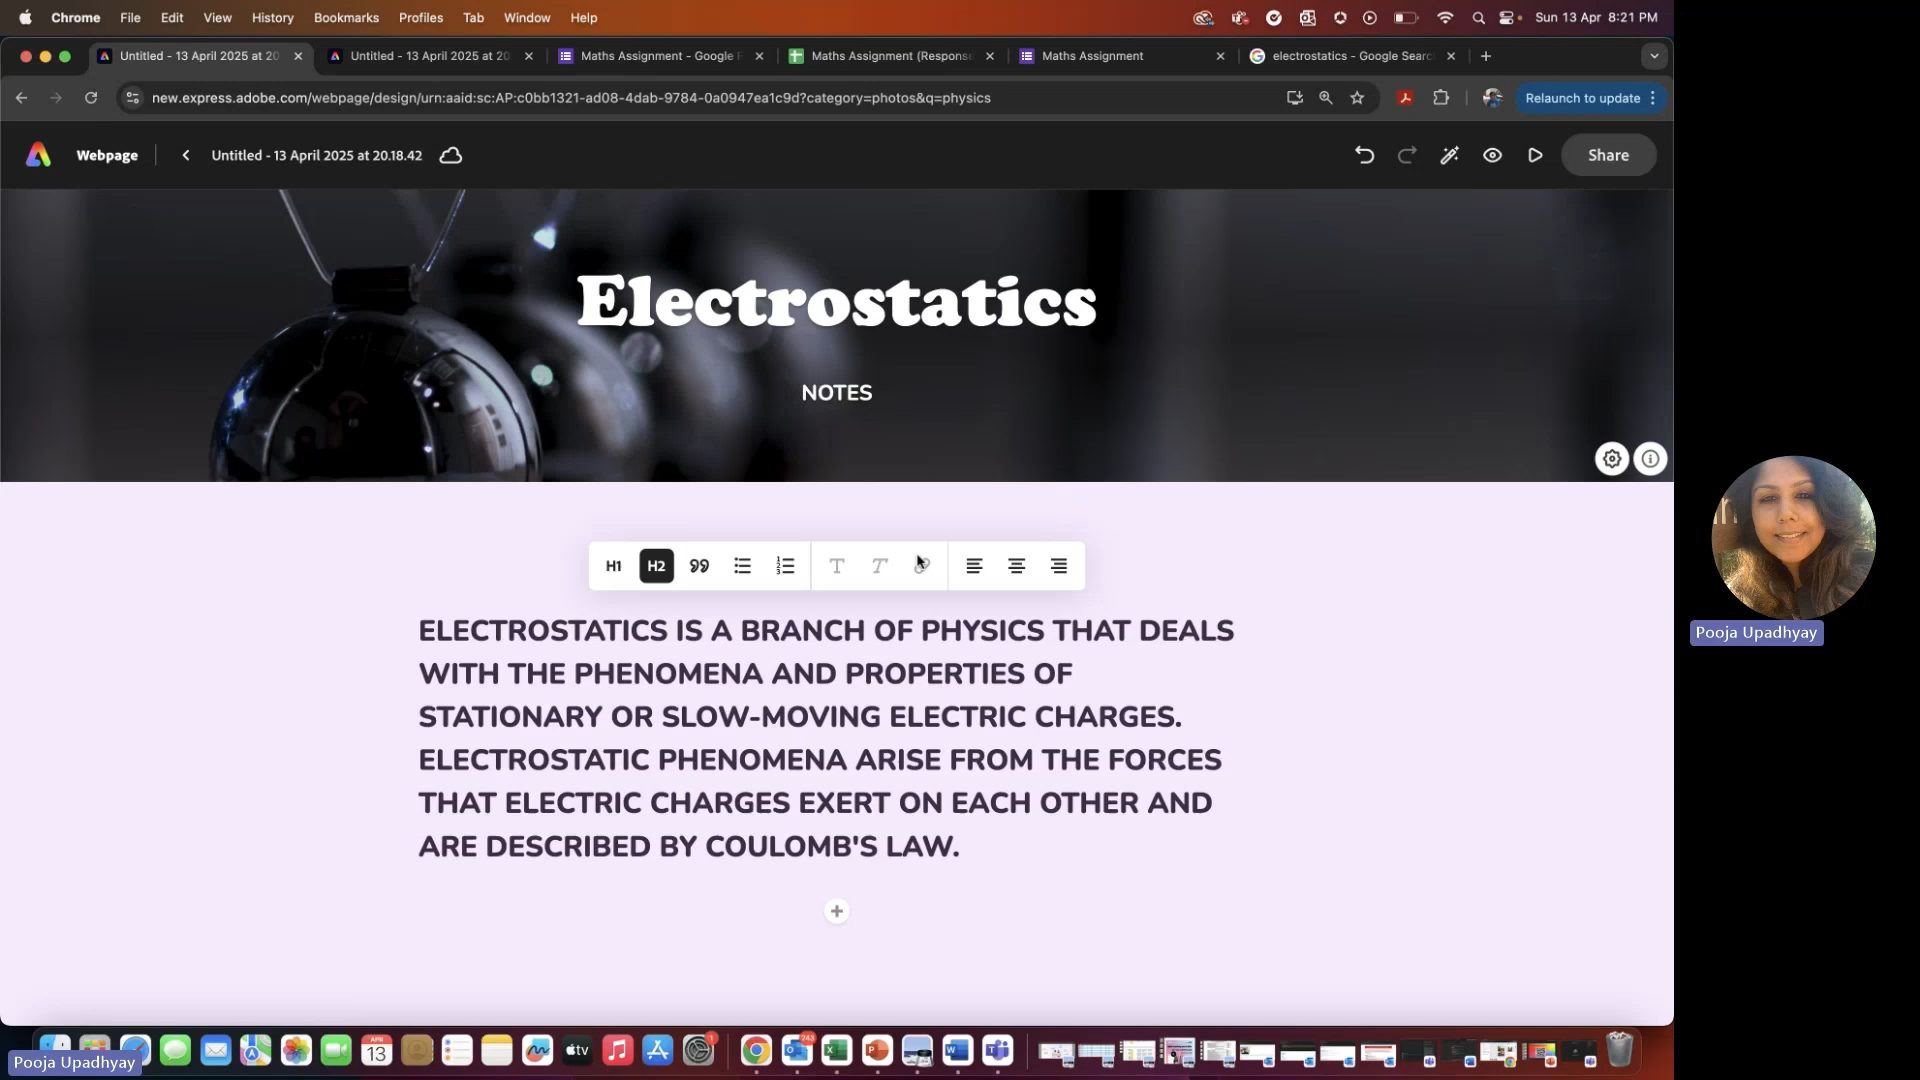 Chrome File Edit View History Bookmarks Profiles Tab Window Help Sun 13 Apr 8:21 PM
Untitled - 13 April 2025 at 20 Untitled - 13 April 2025 at 20 Maths Assignment - Google F Maths Assignment (Response Maths Assignment electrostatics - Google Searc
new.express.adobe.com/webpage/design/urn:aaid:sc:AP:c0bb1321-ad08-4dab-9784-0a0947ea1c9d?category=photos&q=physics Relaunch to update
Webpage Untitled - 13 April 2025 at 20.18.42 Share
Electrostatics
NOTES
H1 H2
ELECTROSTATICS IS A BRANCH OF PHYSICS THAT DEALS
WITH THE PHENOMENA AND PROPERTIES OF
STATIONARY OR SLOW-MOVING ELECTRIC CHARGES.
ELECTROSTATIC PHENOMENA ARISE FROM THE FORCES
THAT ELECTRIC CHARGES EXERT ON EACH OTHER AND
ARE DESCRIBED BY COULOMB'S LAW.
Pooja Upadhyay
APR
13
tv
243
1
Pooja Upadhyay